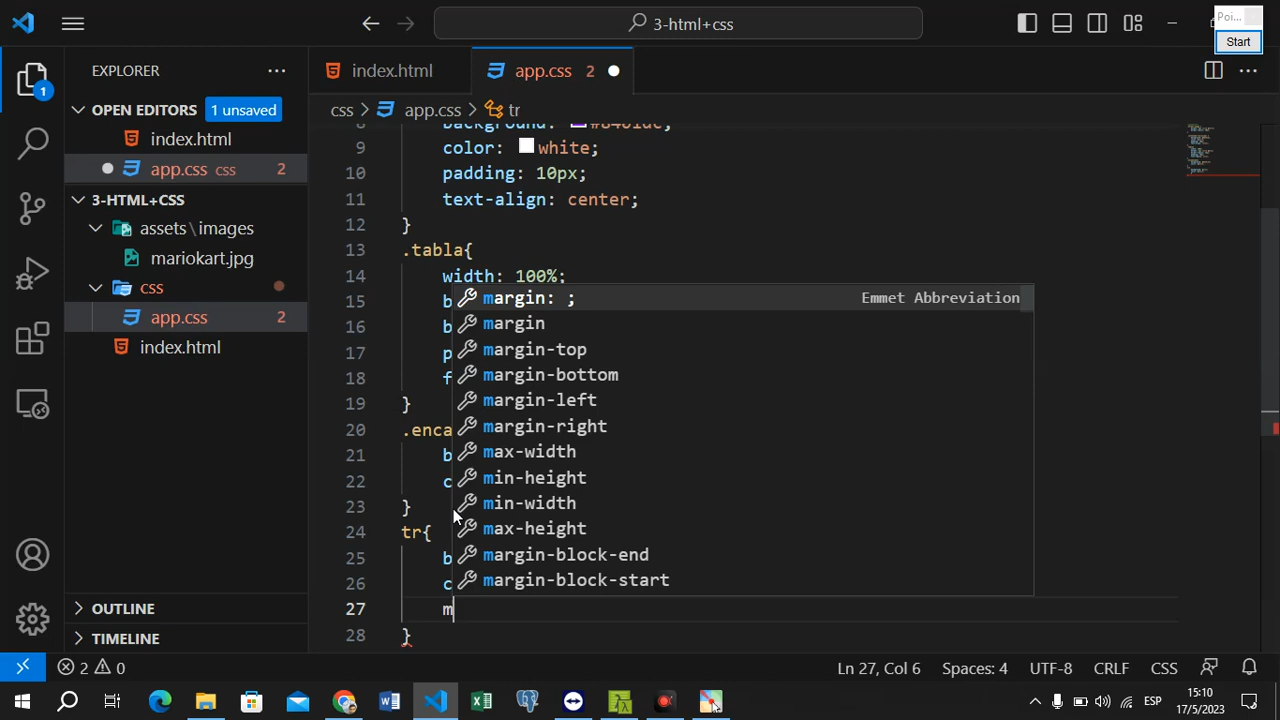 3-html+css
Poi...
Start
EXPLORER
index.html
app.css 2
OPEN EDITORS 1 unsaved
css > app.css > tr
index.html
app.css css 2
3-HTML+CSS
assets\images
mariokart.jpg
css
app.css 2
index.html
OUTLINE
TIMELINE
9 color: white;
10 padding: 10px;
11 text-align: center;
12 }
13 .tabla{
14 width: 100%;
15 b
16 b
17 p
18 f
19 }
20 .enca
21 b
22 c
23 }
24 tr{
25 b
26 c
27 m
28 }
margin: ; Emmet Abbreviation
margin
margin-top
margin-bottom
margin-left
margin-right
max-width
min-height
min-width
max-height
margin-block-end
margin-block-start
1
2 0
Ln 27, Col 6 Spaces: 4 UTF-8 CRLF CSS
ESP
15:10
17/5/2023